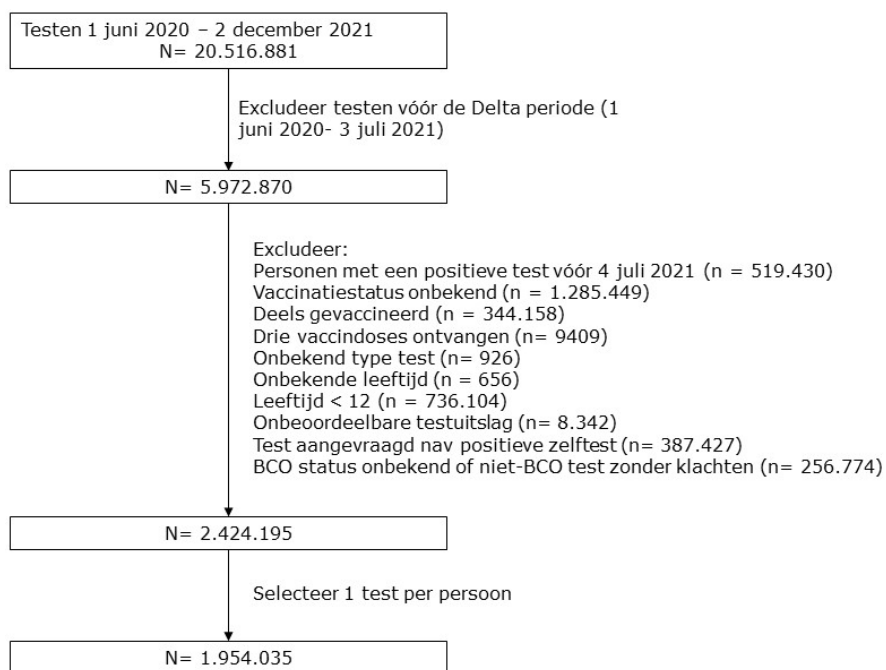 Testen 1 juni 2020 – 2 december 2021
N= 20.516.881
Excludeer testen vóór de Delta periode (1
juni 2020- 3 juli 2021)
N= 5.972.870
Excludeer:
Personen met een positieve test vóór 4 juli 2021 (n = 519.430)
Vaccinatiestatus onbekend (n = 1.285.449)
Deels gevaccineerd (n = 344.158)
Drie vaccindoses ontvangen (n= 9409)
Onbekend type test (n= 926)
Onbekende leeftijd (n = 656)
Leeftijd < 12 (n = 736.104)
Onbeoordeelbare testuitslag (n= 8.342)
Test aangevraagd nav positieve zelftest (n= 387.427)
BCO status onbekend of niet-BCO test zonder klachten (n= 256.774)
N= 2.424.195
Selecteer 1 test per persoon
N= 1.954.035